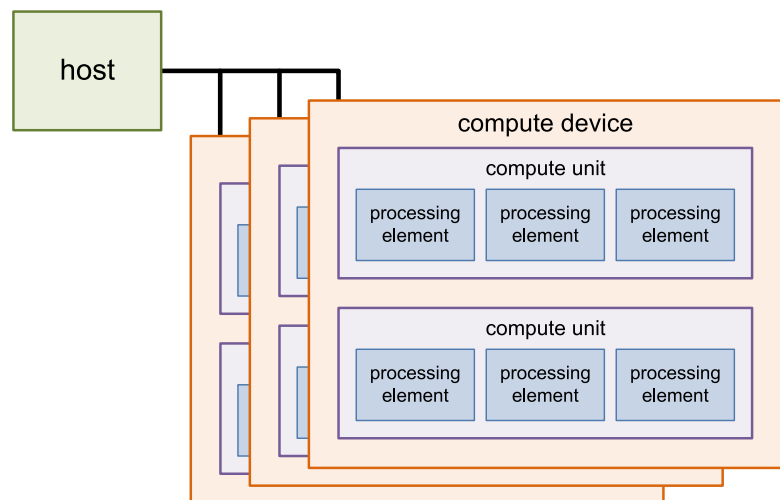 host
compute device
compute unit
processing
element
processing
element
processing
element
compute unit
processing
element
processing
element
processing
element